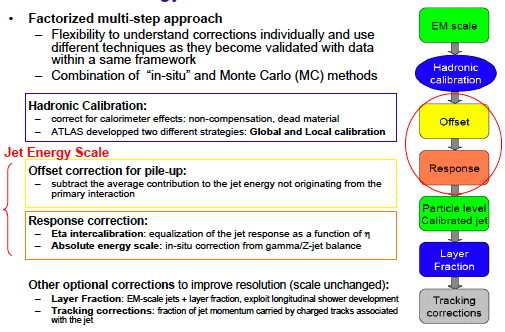 • Factorized multi-step approach
– Flexibility to understand corrections individually and use
different techniques as they become validated with data
within a same framework
– Combination of "in-situ" and Monte Carlo (MC) methods
Hadronic Calibration:
– correct for calorimeter effects: non-compensation, dead material
– ATLAS developped two different strategies: Global and Local calibration
Jet Energy Scale
Offset correction for pile-up:
– subtract the average contribution to the jet energy not originating from the
primary interaction
Response correction:
– Eta intercalibration: equalization of the jet response as a function of η
– Absolute energy scale: in-situ correction from gamma/Z-jet balance
Other optional corrections to improve resolution (scale unchanged):
– Layer Fraction: EM-scale jets + layer fraction, exploit longitudinal shower development
– Tracking corrections: fraction of jet momentum carried by charged tracks associated
with the jet
EM scale
Hadronic
calibration
Offset
Response
Particle level
Calibrated jet
Layer
Fraction
Tracking
corrections